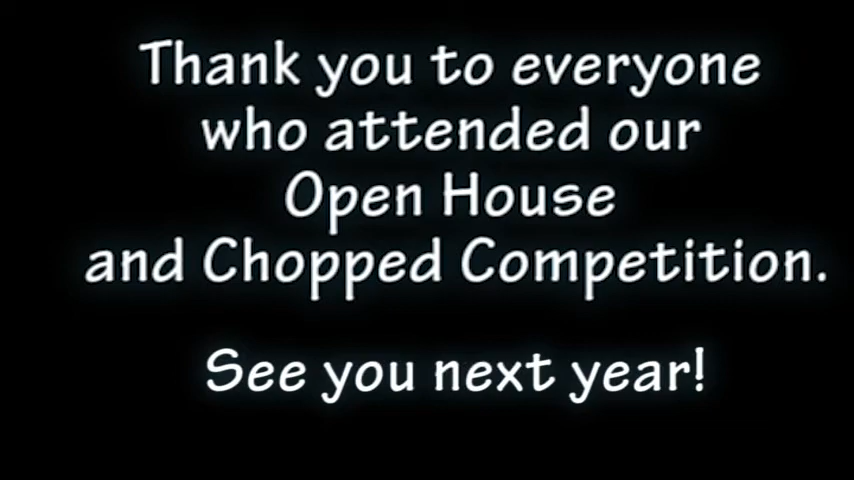 Thank you to everyone
who attended our
Open House
and Chopped Competition.
See you next year!